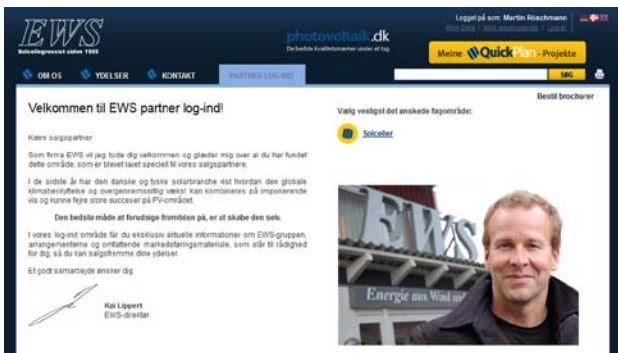 EWS
Solcellegrossist siden 1985
photovoltaik.dk
De bedste kvalitetsnavne under et tag
Logget på som: Martin Röschmann
Meine QuickPlan - Projekte
OM OS
YDELSER
KONTAKT
PARTNER LOG-IND
SØG
Bestil brochurer
Velkommen til EWS partner log-ind!
Vælg venligst det ønskede fagområde:
Solceller
Kære salgspartner
Som firma EWS vil jeg byde dig velkommen og glæder mig over at du har fundet
dette område, som er blevet lavet specielt til vores salgspartnere.
I de sidste år har den danske og tyske solarbranche vist hvordan den globale
klimabeskyttelse og overgennemsnitlig vækst kan kombineres på imponerende
vis og kunne fejre store succeser på PV-området.
Den bedste måde at forudsige fremtiden på, er at skabe den selv.
I vores log-ind område får du eksklusiv aktuelle informationer om EWS-gruppen,
arrangementerne og omfattende markedsføringsmateriale, som står til rådighed
for dig, så du kan salgsfremme dine ydelser.
Et godt samarbejde ønsker dig
Kai Lippert
EWS-direktør
EWS
Energie aus Wind und